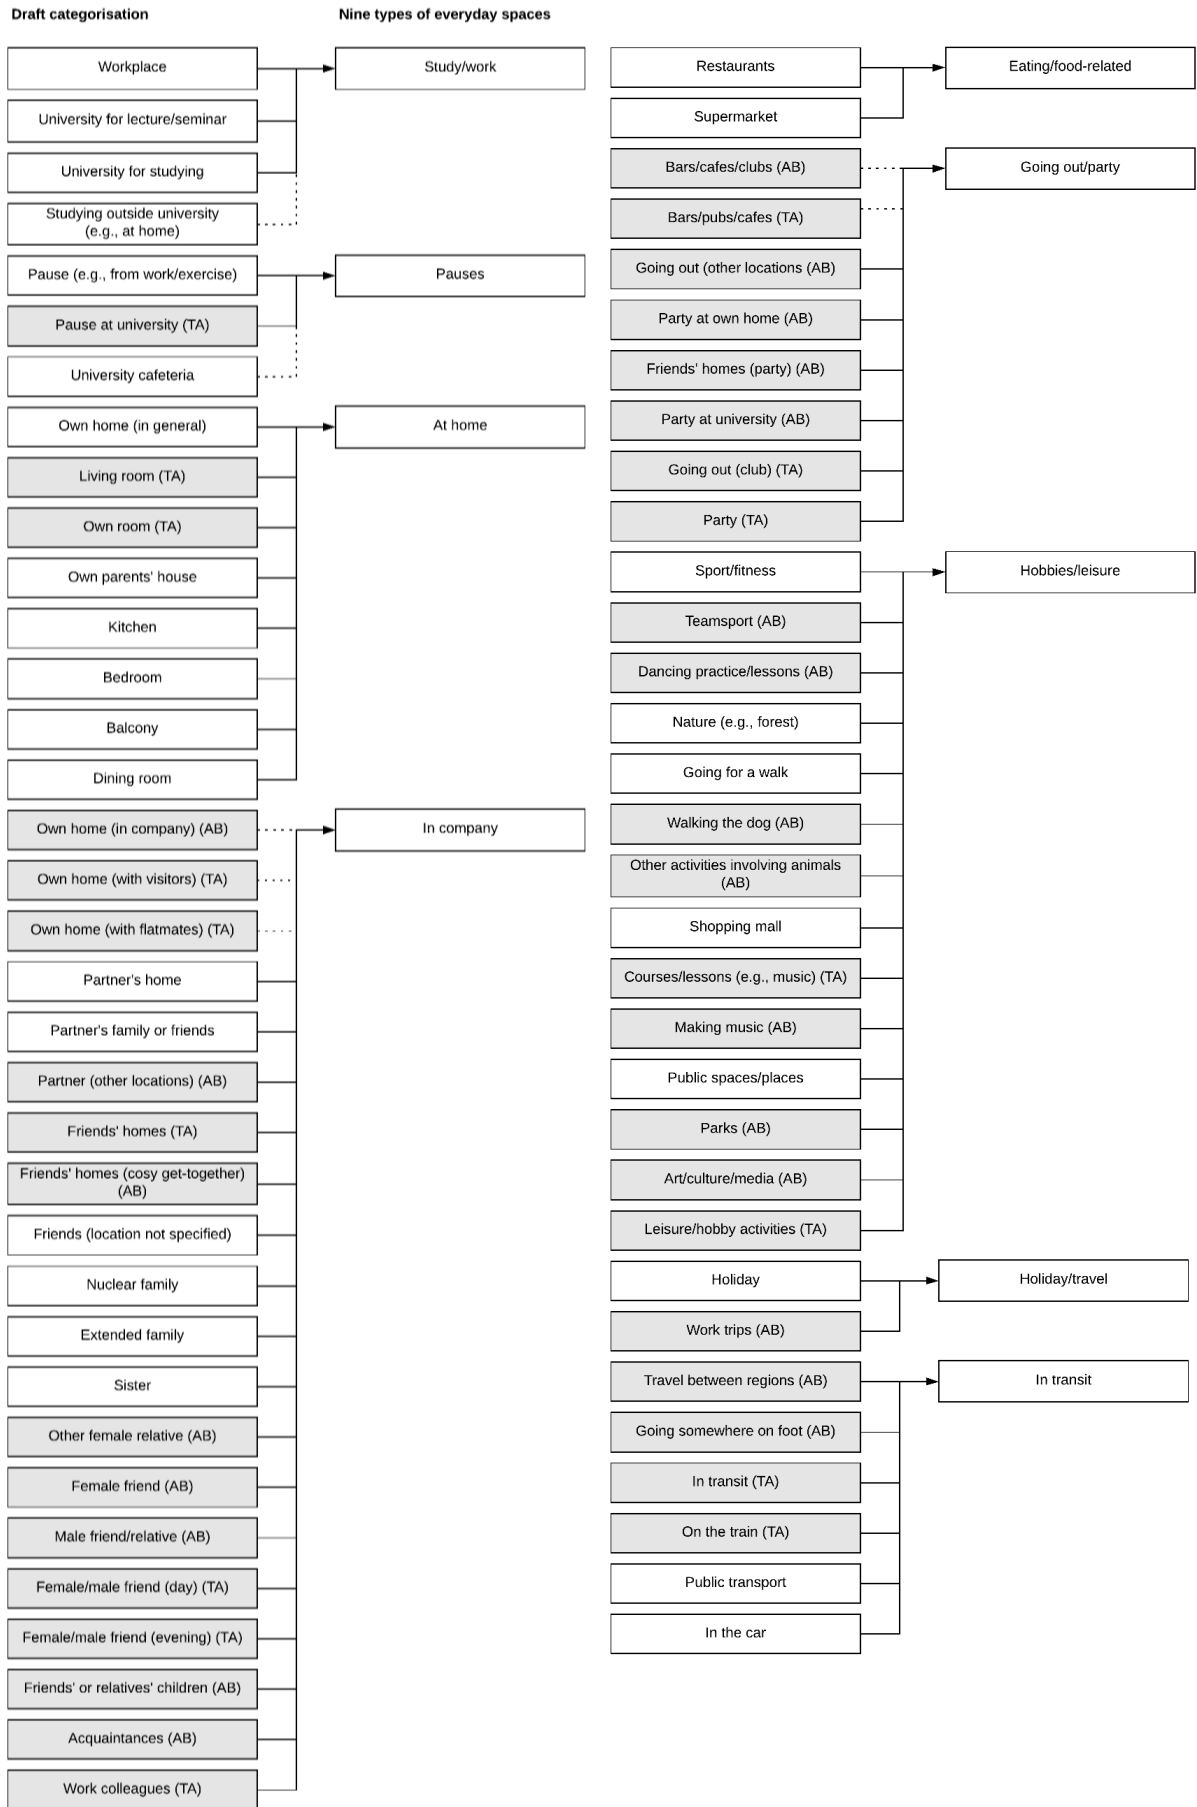 Draft categorisation
Nine types of everyday spaces
Workplace
Study/work
University for lecture/seminar
University for studying
Studying outside university
(e.g., at home)
Pause (e.g., from work/exercise)
Pauses
Pause at university (TA)
University cafeteria
Own home (in general)
At home
Living room (TA)
Own room (TA)
Own parents' house
Kitchen
Bedroom
Balcony
Dining room
Own home (in company) (AB)
In company
Own home (with visitors) (TA)
Own home (with flatmates) (TA)
Partner's home
Partner's family or friends
Partner (other locations) (AB)
Friends' homes (TA)
Friends' homes (cosy get-together)
(AB)
Friends (location not specified)
Nuclear family
Extended family
Sister
Other female relative (AB)
Female friend (AB)
Male friend/relative (AB)
Female/male friend (day) (TA)
Female/male friend (evening) (TA)
Friends' or relatives' children (AB)
Acquaintances (AB)
Work colleagues (TA)
Restaurants
Eating/food-related
Supermarket
Bars/cafes/clubs (AB)
Going out/party
Bars/pubs/cafes (TA)
Going out (other locations (AB)
Party at own home (AB)
Friends' homes (party) (AB)
Party at university (AB)
Going out (club) (TA)
Party (TA)
Sport/fitness
Hobbies/leisure
Teamsport (AB)
Dancing practice/lessons (AB)
Nature (e.g., forest)
Going for a walk
Walking the dog (AB)
Other activities involving animals
(AB)
Shopping mall
Courses/lessons (e.g., music) (TA)
Making music (AB)
Public spaces/places
Parks (AB)
Art/culture/media (AB)
Leisure/hobby activities (TA)
Holiday
Holiday/travel
Work trips (AB)
Travel between regions (AB)
In transit
Going somewhere on foot (AB)
In transit (TA)
On the train (TA)
Public transport
In the car